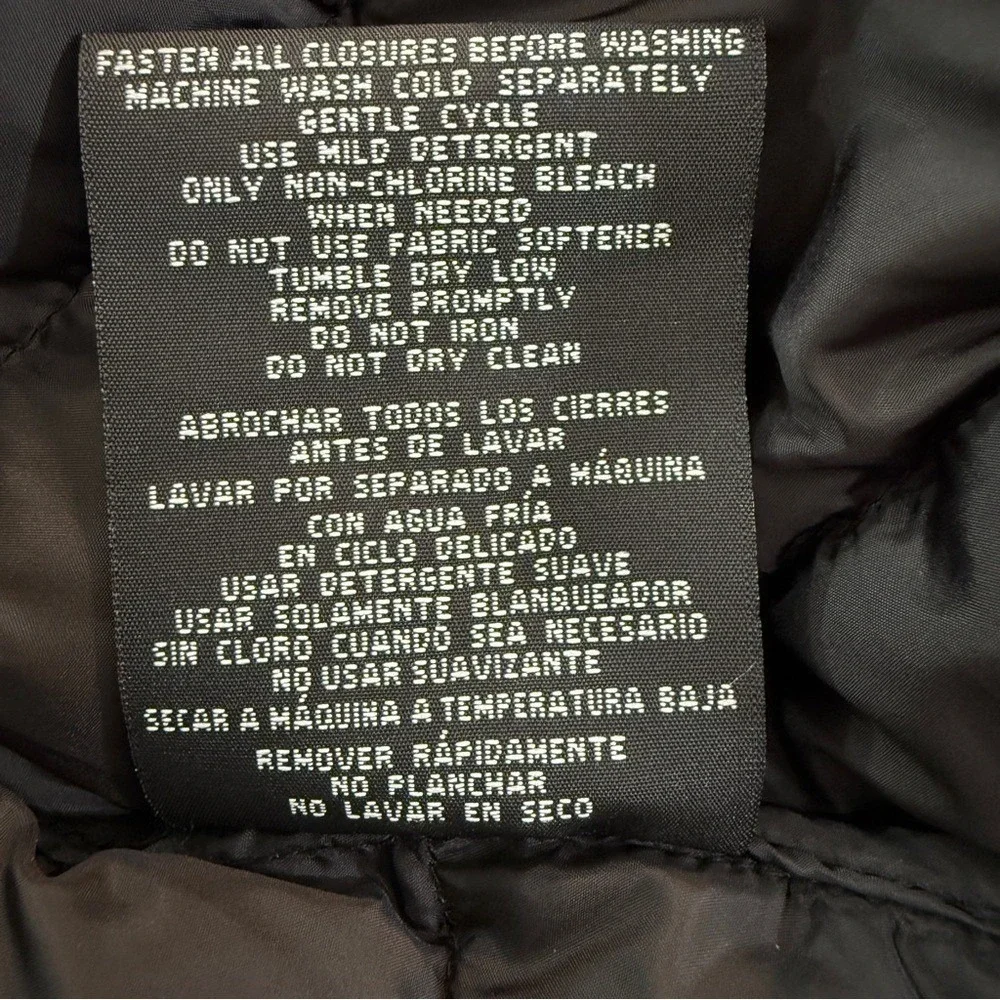 FASTEN ALL CLOSURES BEFORE WASHING
MACHINE WASH COLD SEPARATELY
GENTLE CYCLE
USE MILD DETERGENT
ONLY NON-CHLORINE BLEACH
WHEN NEEDED
DO NOT USE FABRIC SOFTENER
TUMBLE DRY LOW
REMOVE PROMPTLY
DO NOT IRON
DO NOT DRY CLEAN
ABROCHAR TODOS LOS CIERRES
ANTES DE LAVAR
LAVAR POR SEPARADO A MÁQUINA
CON AGUA FRÍA
EN CICLO DELICADO
USAR DETERGENTE SUAVE
USAR SOLAMENTE BLANQUEADOR
SIN CLORO CUANDO SEA NECESARIO
NO USAR SUAVIZANTE
SECAR A MÁQUINA A TEMPERATURA BAJA
REMOVER RÁPIDAMENTE
NO PLANCHAR
NO LAVAR EN SECO